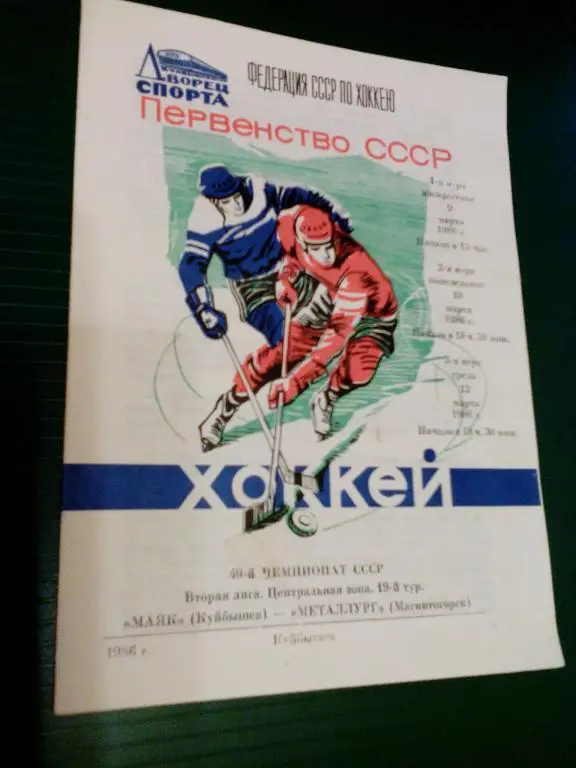 Дворец
СПОРТА
ФЕДЕРАЦИЯ СССР ПО ХОККЕЮ
Первенство СССР
1-я игра
воскресенье
9
марта
1986 г.
Начало в 15 час.
2-я игра
понедельник
10
марта
1986 г.
Начало в 18 ч. 30 мин.
3-я игра
среда
12
марта
1986 г.
Начало в 18 ч. 30 мин.
хоккей
40-й ЧЕМПИОНАТ СССР
Вторая лига. Центральная зона. 19-й тур.
«МАЯК» (Куйбышев) — «МЕТАЛЛУРГ» (Магнитогорск)
Куйбышев
1986 г.